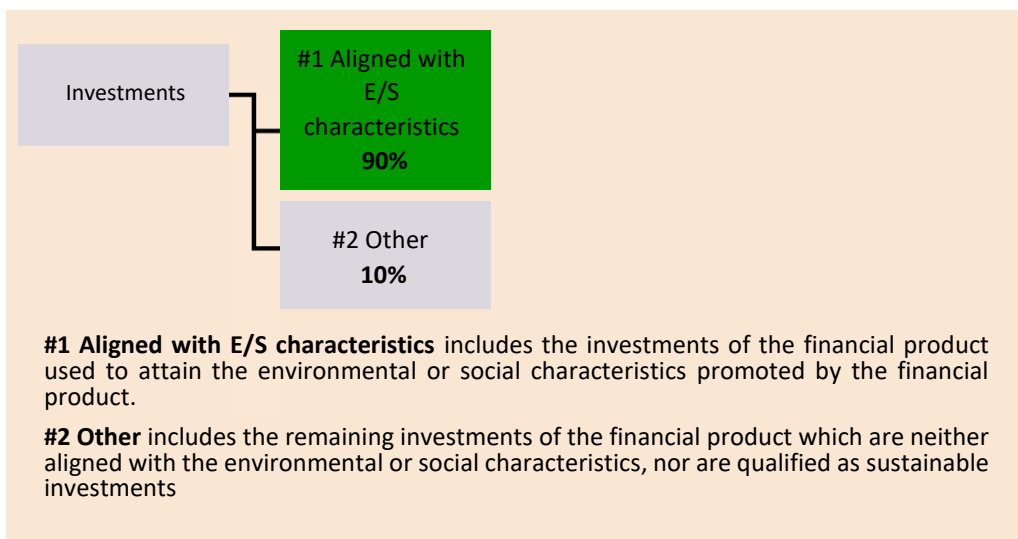 Investments
#1 Aligned with
E/S
characteristics
90%
#2 Other
10%
#1 Aligned with E/S characteristics includes the investments of the financial product
used to attain the environmental or social characteristics promoted by the financial
product.
#2 Other includes the remaining investments of the financial product which are neither
aligned with the environmental or social characteristics, nor are qualified as sustainable
investments